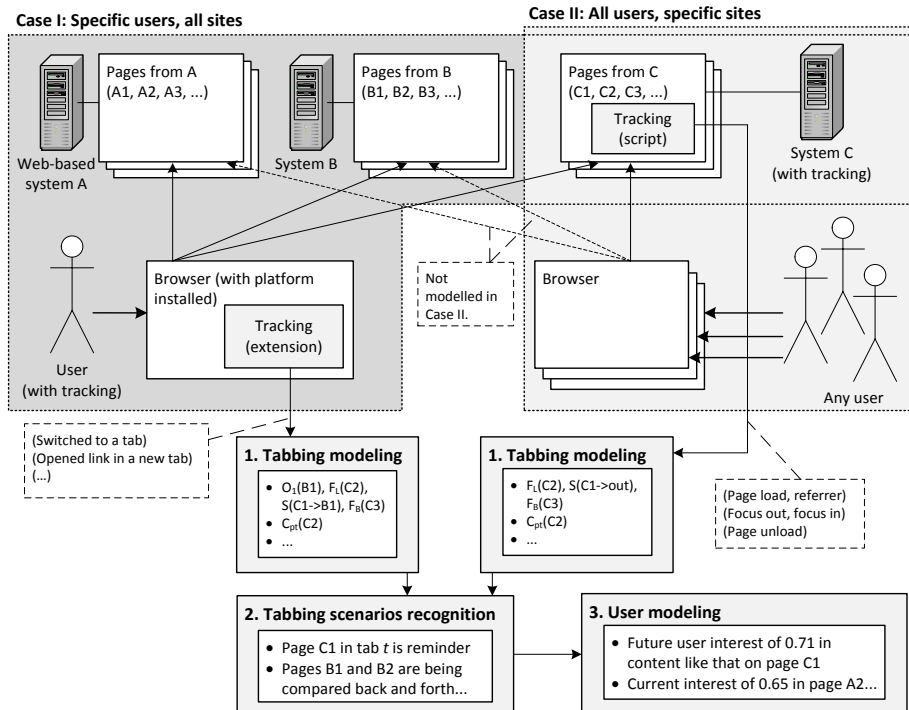 Case I: Specific users, all sites
Case II: All users, specific sites
Pages from A
(A1, A2, A3, ...)
Web-based
system A
Pages from B
(B1, B2, B3, ...)
System B
Pages from C
(C1, C2, C3, ...)
Tracking
(script)
System C
(with tracking)
User
(with tracking)
Browser (with platform
installed)
Tracking
(extension)
Not
modelled in
Case II.
Browser
Any user
(Switched to a tab)
(Opened link in a new tab)
(…)
1. Tabbing modeling
• O1(B1), FL(C2),
S(C1->B1), FB(C3)
• Cpt(C2)
• ...
1. Tabbing modeling
• FL(C2), S(C1->out),
FB(C3)
• Cpt(C2)
• ...
(Page load, referrer)
(Focus out, focus in)
(Page unload)
2. Tabbing scenarios recognition
• Page C1 in tab t is reminder
• Pages B1 and B2 are being
compared back and forth...
3. User modeling
• Future user interest of 0.71 in
content like that on page C1
• Current interest of 0.65 in page A2...